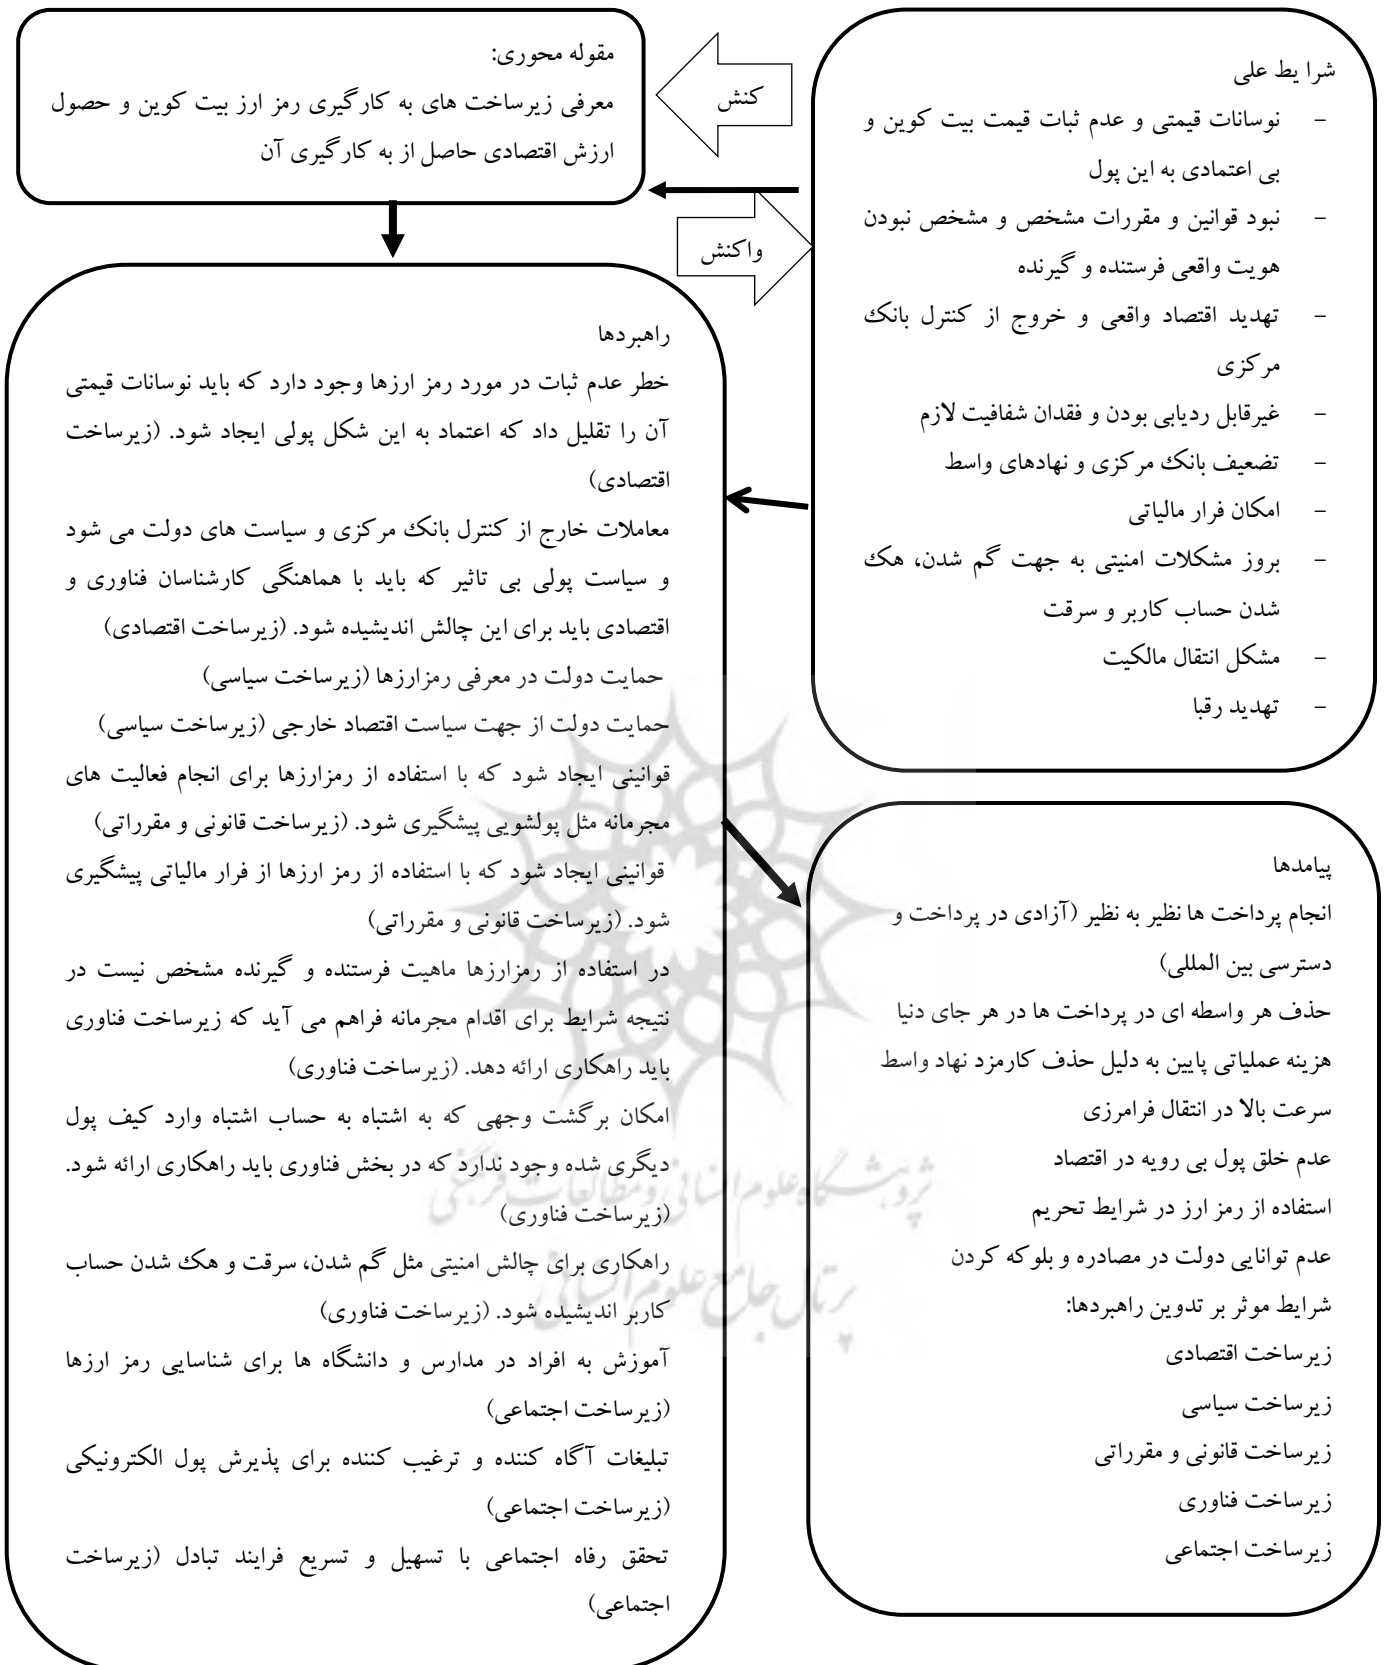 شرا يط علی
- نوسانات قیمتی و عدم ثبات قیمت بیت کوین و
بی اعتمادی به این پول
- نبود قوانین و مقررات مشخص و مشخص نبودن
هویت واقعی فرستنده و گیرنده
- تهدید اقتصاد واقعی و خروج از کنترل بانک
مرکزی
- غیرقابل ردیابی بودن و فقدان شفافیت لازم
- تضعیف بانک مرکزی و نهادهای واسط
- امکان فرار مالیاتی
- بروز مشکلات امنیتی به جهت گم شدن، هک
شدن حساب کاربر و سرقت
- مشکل انتقال مالکیت
- تهدید رقبا
کنش
واکنش
مقوله محوری:
معرفی زیرساخت های به کارگیری رمز ارز بیت کوین و حصول
ارزش اقتصادی حاصل از به کارگیری آن
راهبردها
خطر عدم ثبات در مورد رمز ارزها وجود دارد که باید نوسانات قیمتی
آن را تقلیل داد که اعتماد به این شکل پولی ایجاد شود. (زیرساخت
اقتصادی)
معاملات خارج از کنترل بانک مرکزی و سیاست های دولت می شود
و سیاست پولی بی تاثیر که باید با هماهنگی کارشناسان فناوری و
اقتصادی باید برای این چالش اندیشیده شود. (زیرساخت اقتصادی)
حمایت دولت در معرفی رمزارزها (زیرساخت سیاسی)
حمایت دولت از جهت سیاست اقتصاد خارجی (زیرساخت سیاسی)
قوانینی ایجاد شود که با استفاده از رمزارزها برای انجام فعالیت های
مجرمانه مثل پولشویی پیشگیری شود. (زیرساخت قانونی و مقرراتی)
قوانینی ایجاد شود که با استفاده از رمز ارزها از فرار مالیاتی پیشگیری
شود. (زیرساخت قانونی و مقرراتی)
در استفاده از رمزارزها ماهیت فرستنده و گیرنده مشخص نیست در
نتیجه شرایط برای اقدام مجرمانه فراهم می آید که زیرساخت فناوری
باید راهکاری ارائه دهد. (زیرساخت فناوری)
امکان برگشت وجهی که به اشتباه به حساب اشتباه وارد کیف پول
دیگری شده وجود ندارد که در بخش فناوری باید راهکاری ارائه شود.
(زیرساخت فناوری)
راهکاری برای چالش امنیتی مثل گم شدن، سرقت و هک شدن حساب
کاربر اندیشیده شود. (زیرساخت فناوری)
آموزش به افراد در مدارس و دانشگاه ها برای شناسایی رمز ارزها
(زیرساخت اجتماعی)
تبلیغات آگاه کننده و ترغیب کننده برای پذیرش پول الکترونیکی
(زیرساخت اجتماعی)
تحقق رفاه اجتماعی با تسهیل و تسریع فرایند تبادل (زیرساخت
اجتماعی)
پیامدها
انجام پرداخت ها نظیر به نظیر (آزادی در پرداخت و
دسترسی بین المللی)
حذف هر واسطه ای در پرداخت ها در هر جای دنیا
هزینه عملیاتی پایین به دلیل حذف کارمزد نهاد واسط
سرعت بالا در انتقال فرامرزی
عدم خلق پول بی رویه در اقتصاد
استفاده از رمز ارز در شرایط تحریم
عدم توانایی دولت در مصادره و بلوکه کردن
شرایط موثر بر تدوین راهبردها:
زیرساخت اقتصادی
زیرساخت سیاسی
زیرساخت قانونی و مقرراتی
زیرساخت فناوری
زیرساخت اجتماعی
پژوهشگاه علوم انسانی و مطالعات فرهنگی
پرتال جامع علوم انسانی